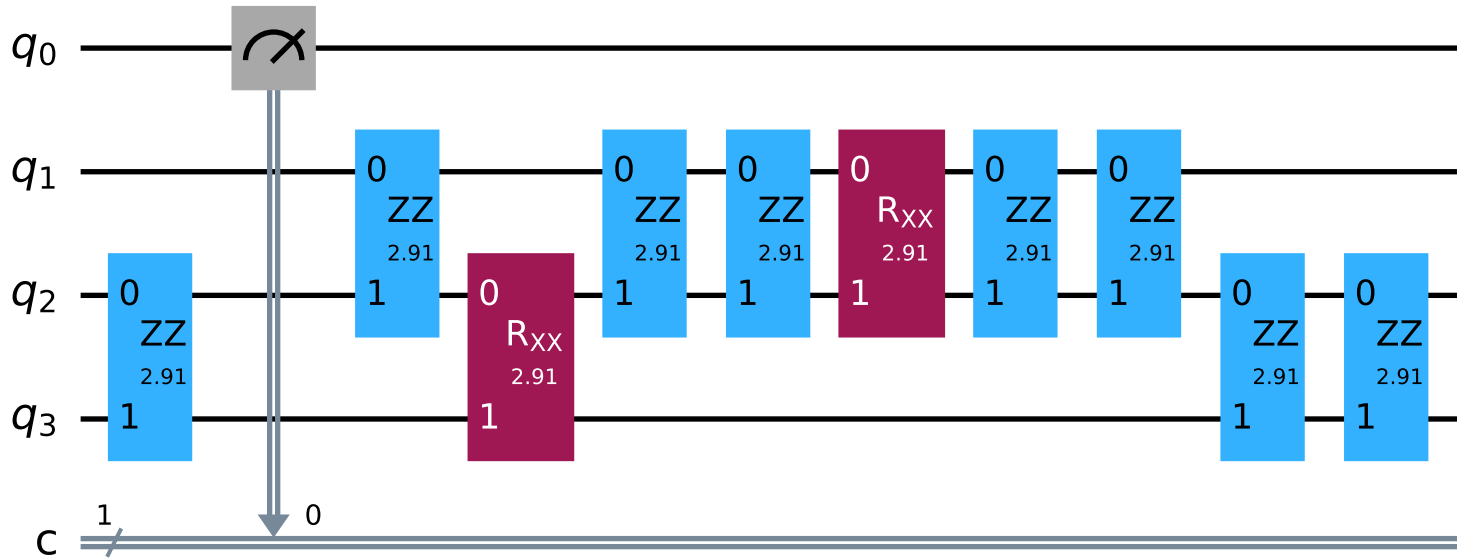 q0
q1
0 0 0 0 0 0
ZZ ZZ ZZ RXX ZZ ZZ
2.91 2.91 2.91 2.91 2.91 2.91
1 1 1 1 1 1
q2
0 0 0 0
ZZ RXX ZZ ZZ
2.91 2.91 2.91 2.91
q3
1 1 1 1
1 0
c